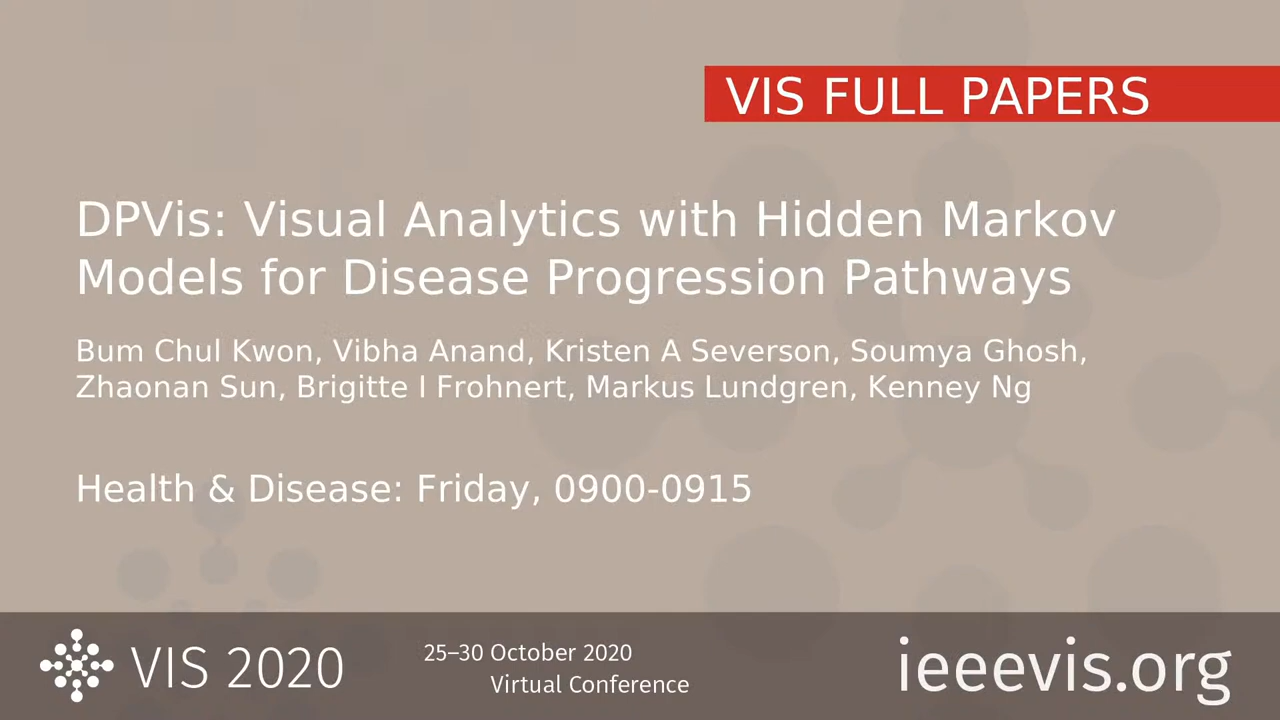 VIS FULL PAPERS
DPVis: Visual Analytics with Hidden Markov
Models for Disease Progression Pathways
Bum Chul Kwon, Vibha Anand, Kristen A Severson, Soumya Ghosh,
Zhaonan Sun, Brigitte I Frohnert, Markus Lundgren, Kenney Ng
Health & Disease: Friday, 0900-0915
VIS 2020
25–30 October 2020
Virtual Conference
ieeevis.org